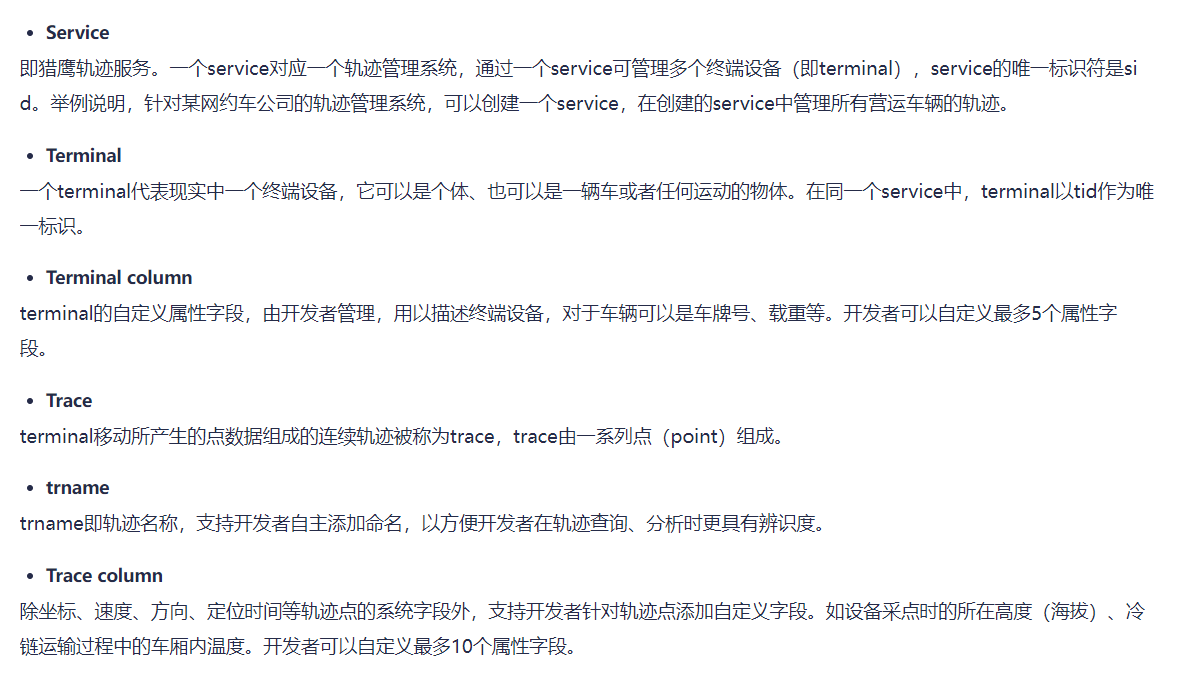 • Service
即猎鹰轨迹服务。一个service对应一个轨迹管理系统，通过一个service可管理多个终端设备（即terminal），service的唯一标识符是si
d。举例说明，针对某网约车公司的轨迹管理系统，可以创建一个service，在创建的service中管理所有营运车辆的轨迹。
• Terminal
一个terminal代表现实中一个终端设备，它可以是个体、也可以是一辆车或者任何运动的物体。在同一个service中，terminal以tid作为唯
一标识。
• Terminal column
terminal的自定义属性字段，由开发者管理，用以描述终端设备，对于车辆可以是车牌号、载重等。开发者可以自定义最多5个属性字
段。
• Trace
terminal移动所产生的点数据组成的连续轨迹被称为trace，trace由一系列点（point）组成。
• trname
trname即轨迹名称，支持开发者自主添加命名，以方便开发者在轨迹查询、分析时更具有辨识度。
• Trace column
除坐标、速度、方向、定位时间等轨迹点的系统字段外，支持开发者针对轨迹点添加自定义字段。如设备采点时的所在高度（海拔）、冷
链运输过程中的车厢内温度。开发者可以自定义最多10个属性字段。